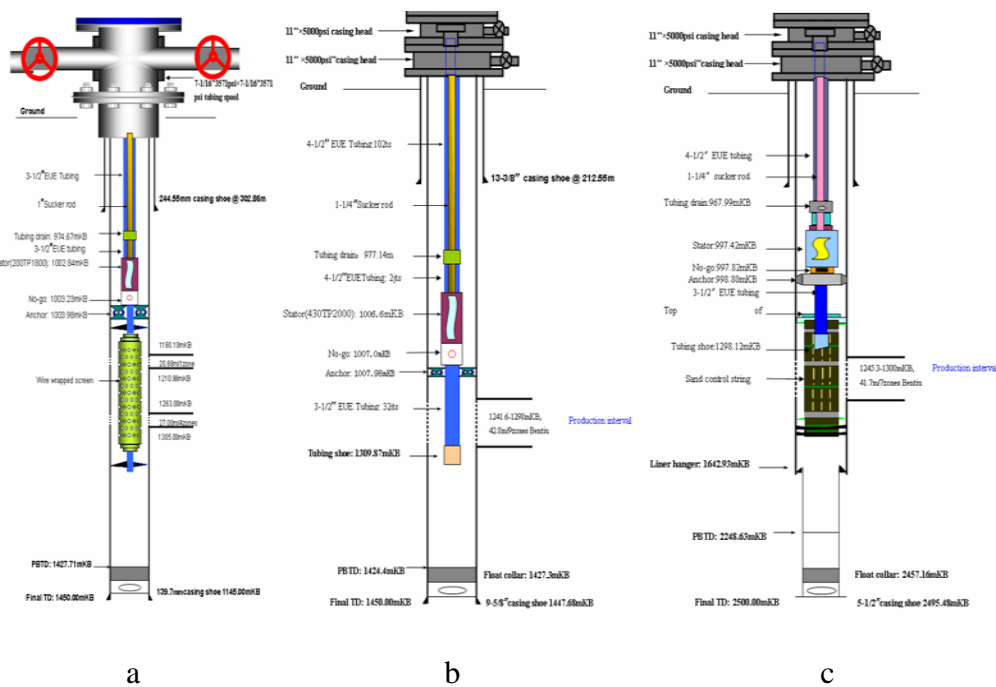 7-1/16"3571psi×7-1/16"3571
psi tubing spool
Ground
3-1/2"EUE Tubing
244.55mm casing shoe @ 302.86m
1"Sucker rod
Tubing drain: 974.67mKB
3-1/2"EUE tubing
Stator(200TP1800): 1002.64mKB
No-go: 1003.23mKB
Anchor: 1003.98mKB
1190.10mKB
20.88m/1zone
1210.98mKB
Wire wrapped screen
1263.00mKB
27.00m/4zones
1305.00mKB
PBTD: 1427.71mKB
139.7mmcasing shoe 1145.00mKB
Final TD: 1450.00mKB
a
11"×5000psi casing head
11" ×5000psi"casing head
Ground
4-1/2" EUE Tubing:102ts
13-3/8" casing shoe @ 212.55m
1-1/4"Sucker rod
Tubing drain: 977.14m
4-1/2"EUETubing: 2jts
Stator(430TP2000): 1006.6mKB
No-go: 1007.0mKB
Anchor: 1007.98mKB
3-1/2" EUE Tubing: 32jts
1241.6-1290mKB,
42.0m/9zones Bentiu
Production interval
Tubing shoe: 1309.87mKB
PBTD: 1424.4mKB
Float collar: 1427.3mKB
Final TD: 1450.00mKB
9-5/8"casing shoe 1447.68mKB
b
11"×5000psi casing head
11" ×5000psi"casing head
Ground
4-1/2" EUE tubing
1-1/4" sucker rod
Tubing drain:967.99mKB
Stator:997.42mKB
No-go:997.82mKB
Anchor:998.80mKB
3-1/2" EUE tubing
Top of
Tubing shoe:1298.12mKB
Sand control string
1245.3-1300mKB,
41.7m/7zones Bentiu
Production interval
Liner hanger: 1642.93mKB
PBTD: 2248.63mKB
Float collar: 2457.16mKB
Final TD: 2500.00mKB
5-1/2"casing shoe 2495.48mKB
c